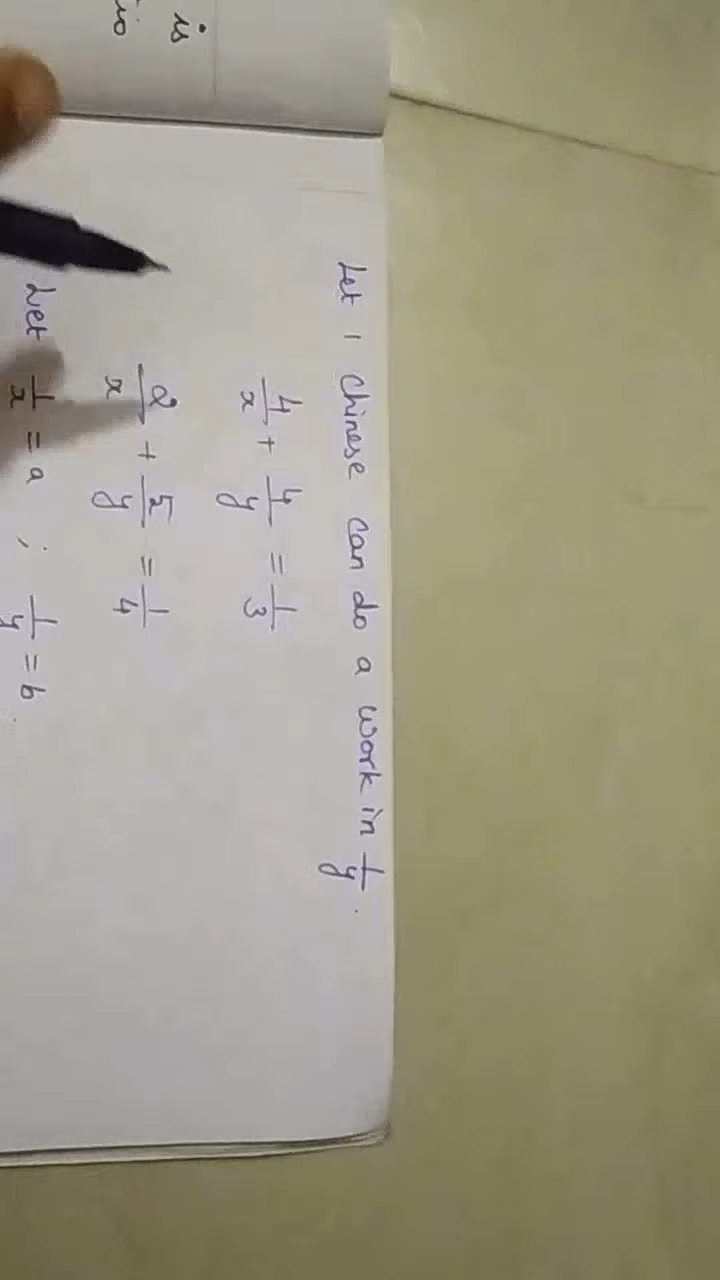 is
Let 1 Chinese can do a work in 1/y.
4/x + 4/y = 1/3
2/x + 5/y = 1/4
Let 1/x = a ; 1/y = b.